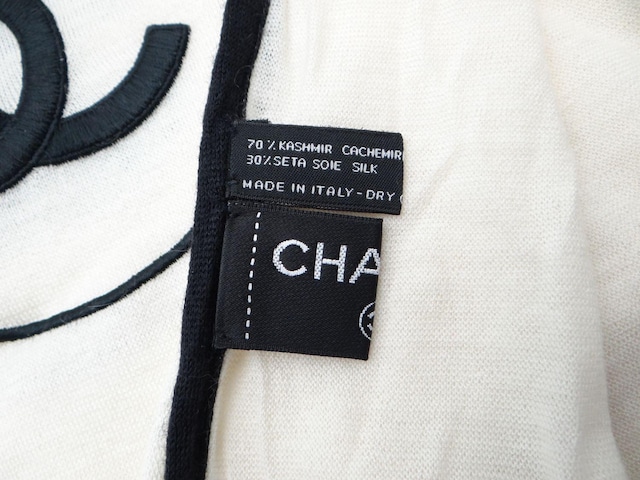 70% KASHMIR CACHEMIR
30% SETA SOIE SILK
MADE IN ITALY-DRY
CHA